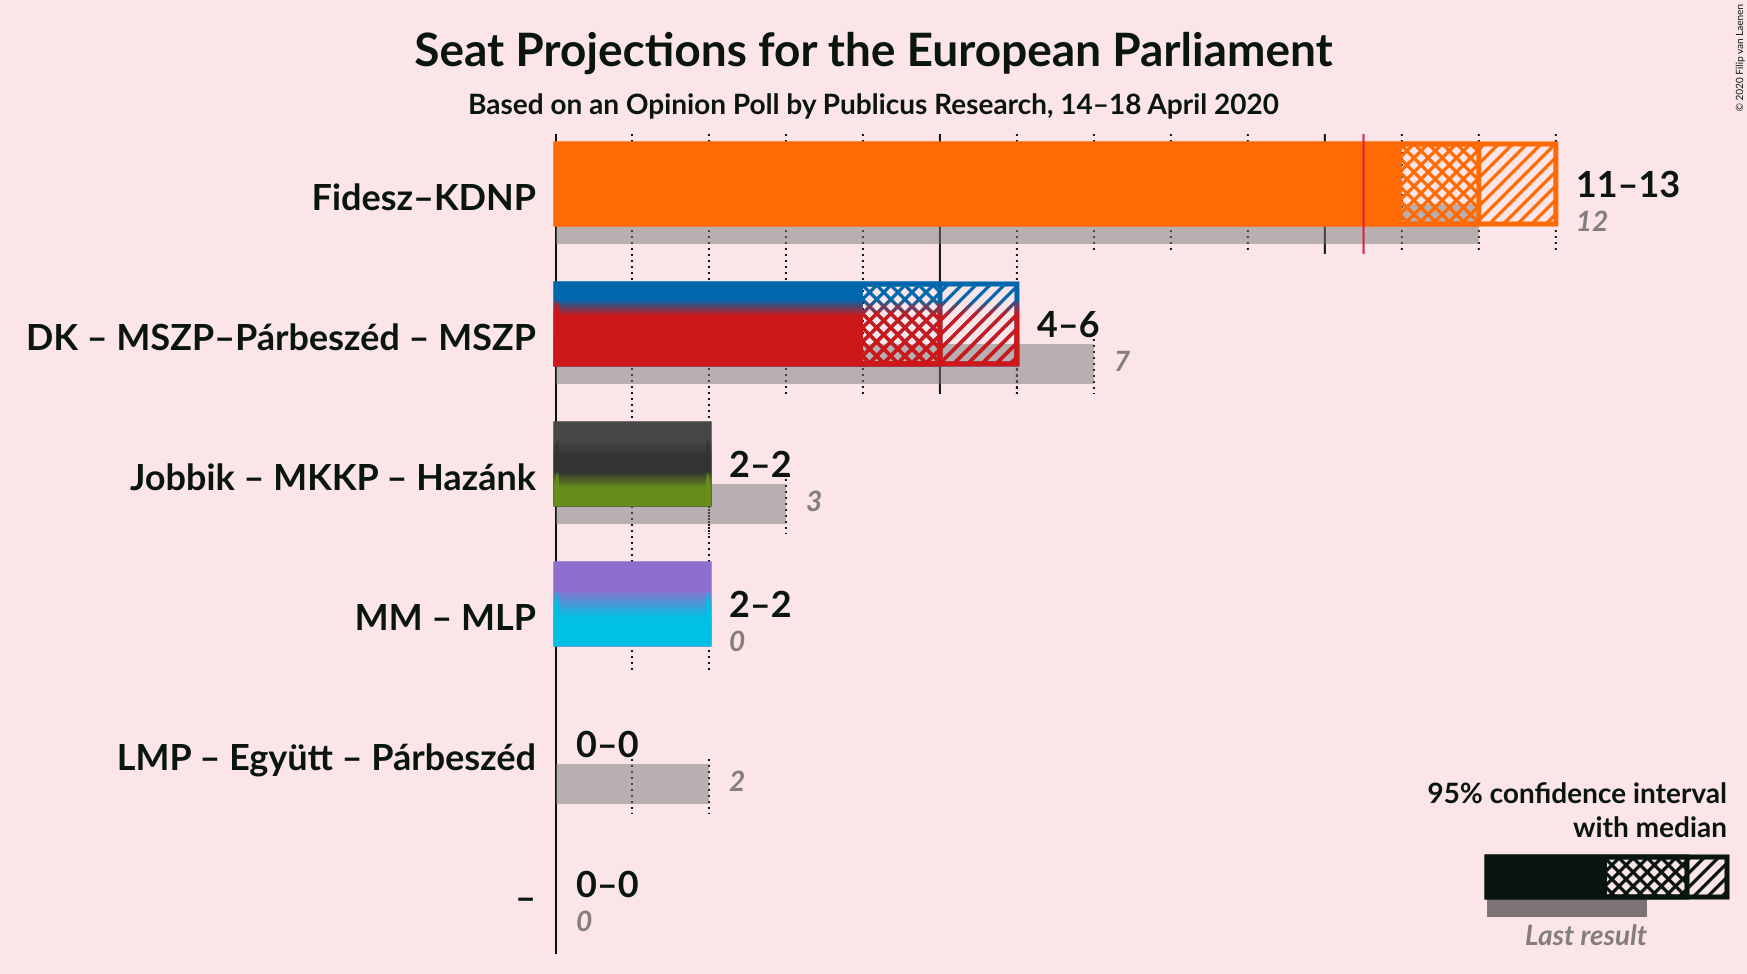 Seat Projections for the European Parliament
Based on an Opinion Poll by Publicus Research, 14–18 April 2020
© 2020 Filip van Laenen
Fidesz–KDNP
11–13
12
DK – MSZP–Párbeszéd – MSZP
4–6
7
Jobbik – MKKP – Hazánk
2–2
3
MM – MLP
2–2
0
LMP – Együtt – Párbeszéd
0–0
2
–
0–0
0
95% confidence interval
with median
Last result